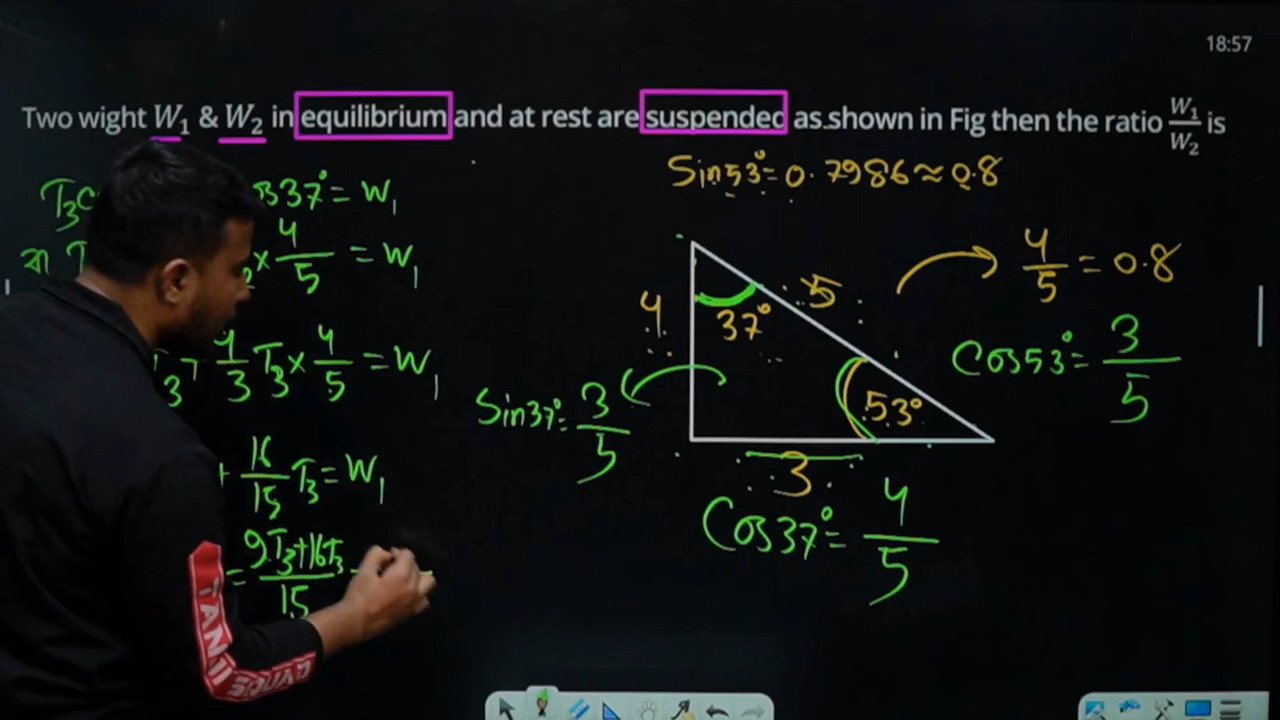 18:57
Two wight W₁ & W₂ in equilibrium and at rest are suspended as shown in Fig then the ratio W₁/W₂ is
Sin53°= 0.7986≈0.8
T₃c 37°= W₁
×4/5 = W₁
4/3 T₃×4/5 =W₁
+ 16/15 T₃=W₁
= 9T₃+16T₃/15
4
5
37°
53°
3
4/5 = 0.8
Cos53°= 3/5
Sin37°= 3/5
Cos37°= 4/5